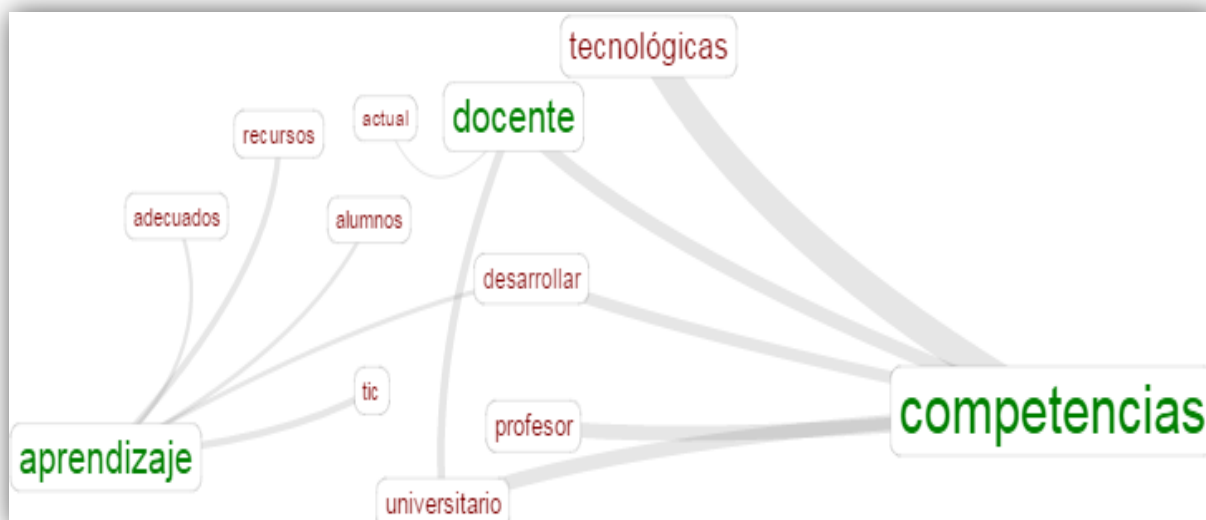 tecnológicas
docente
actual
recursos
adecuados
alumnos
desarrollar
tic
competencias
profesor
aprendizaje
universitario